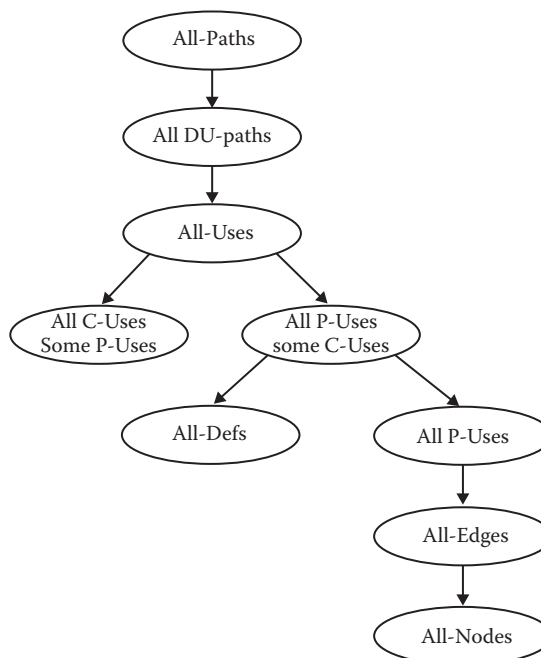 All-Paths
All DU-paths
All-Uses
All C-Uses
Some P-Uses
All P-Uses
some C-Uses
All-Defs
All P-Uses
All-Edges
All-Nodes